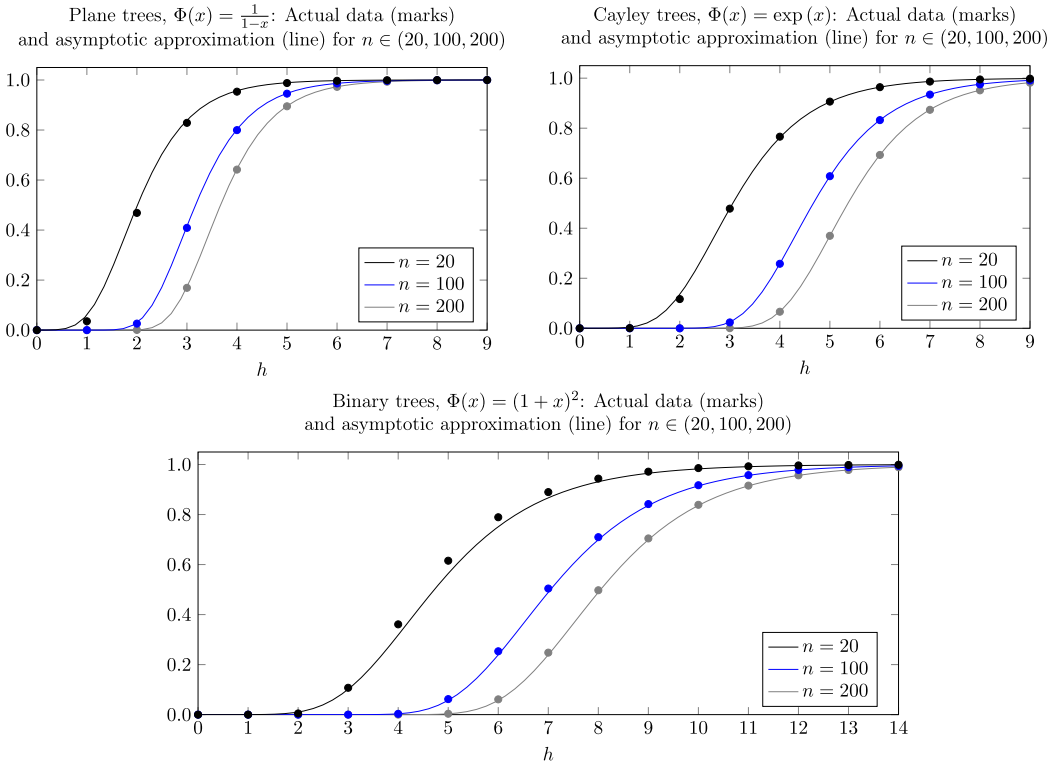 Plane trees, Φ(x) = \frac{1}{1−x}: Actual data (marks)
and asymptotic approximation (line) for n ∈ (20, 100, 200)
1.0
0.8
0.6
0.4
0.2
0.0
0 1 2 3 4 5 6 7 8 9
h
n = 20
n = 100
n = 200
Cayley trees, Φ(x) = exp (x): Actual data (marks)
and asymptotic approximation (line) for n ∈ (20, 100, 200)
1.0
0.8
0.6
0.4
0.2
0.0
0 1 2 3 4 5 6 7 8 9
h
n = 20
n = 100
n = 200
Binary trees, Φ(x) = (1 + x)²: Actual data (marks)
and asymptotic approximation (line) for n ∈ (20, 100, 200)
1.0
0.8
0.6
0.4
0.2
0.0
0 1 2 3 4 5 6 7 8 9 10 11 12 13 14
h
n = 20
n = 100
n = 200